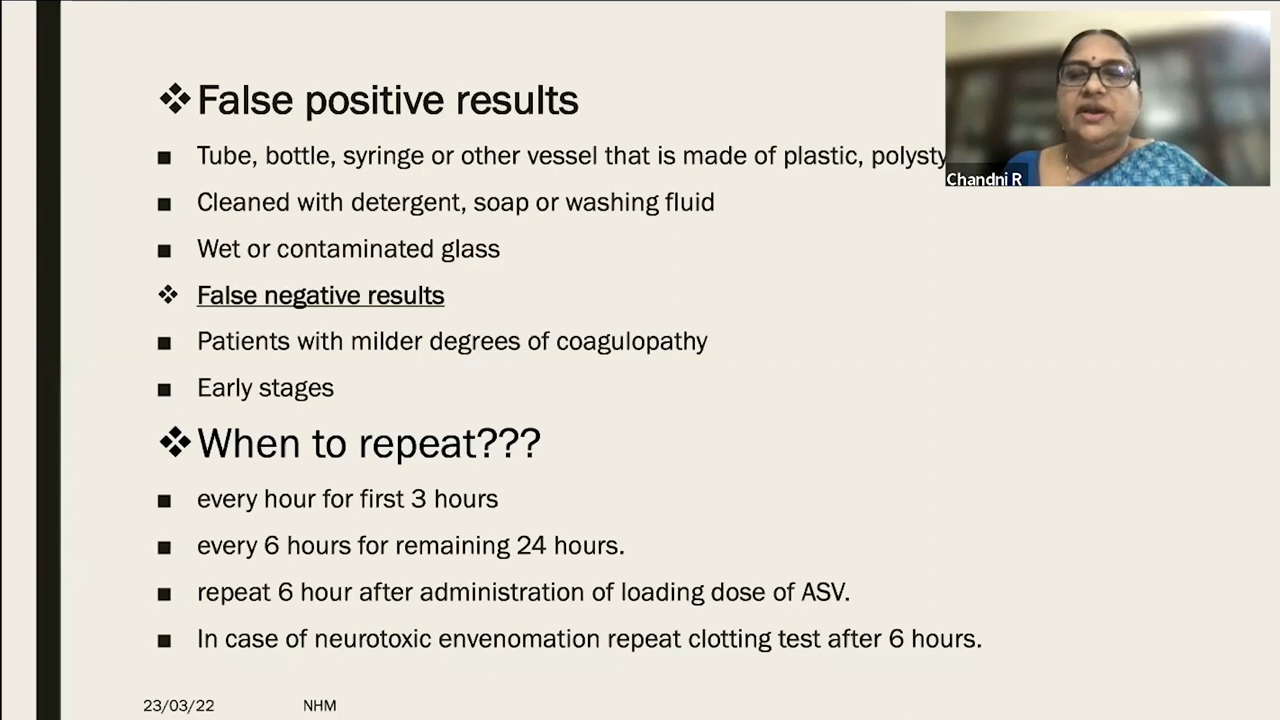 ❖False positive results
■ Tube, bottle, syringe or other vessel that is made of plastic,
■ Cleaned with detergent, soap or washing fluid
■ Wet or contaminated glass
❖ False negative results
■ Patients with milder degrees of coagulopathy
■ Early stages
❖When to repeat???
■ every hour for first 3 hours
■ every 6 hours for remaining 24 hours.
■ repeat 6 hour after administration of loading dose of ASV.
■ In case of neurotoxic envenomation repeat clotting test after 6 hours.
23/03/22 NHM
Chandni R